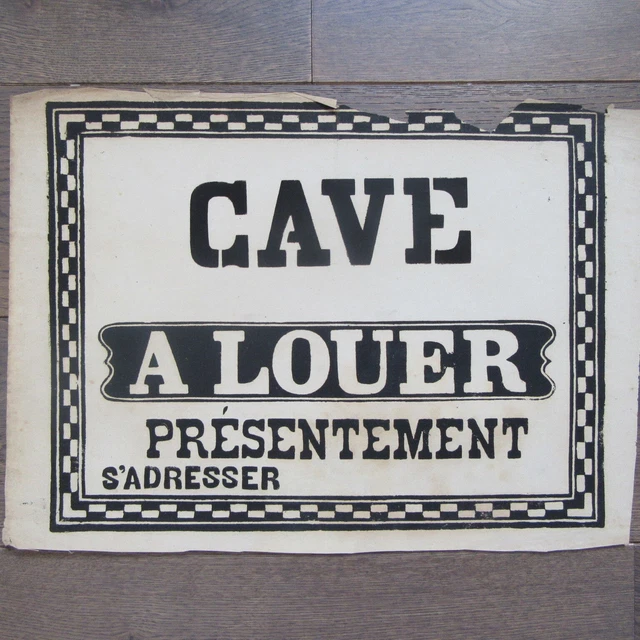 CAVE
A LOUER
PRÉSENTEMENT
S'ADRESSER